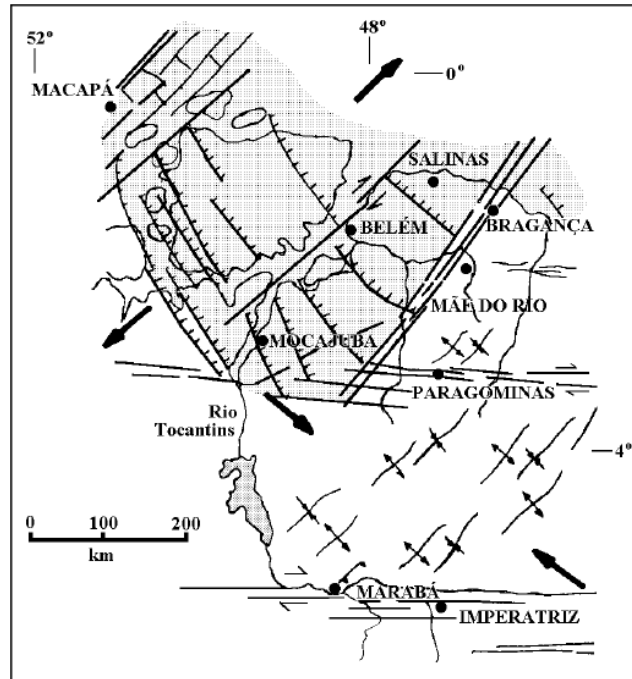 52°
48°
0°
MACAPÁ
SALINAS
BELÉM
BRAGANÇA
MÃE DO RIO
MOCAJUBA
PARAGOMINAS
Rio
Tocantins
4°
0 100 200
km
MARABÁ
IMPERATRIZ